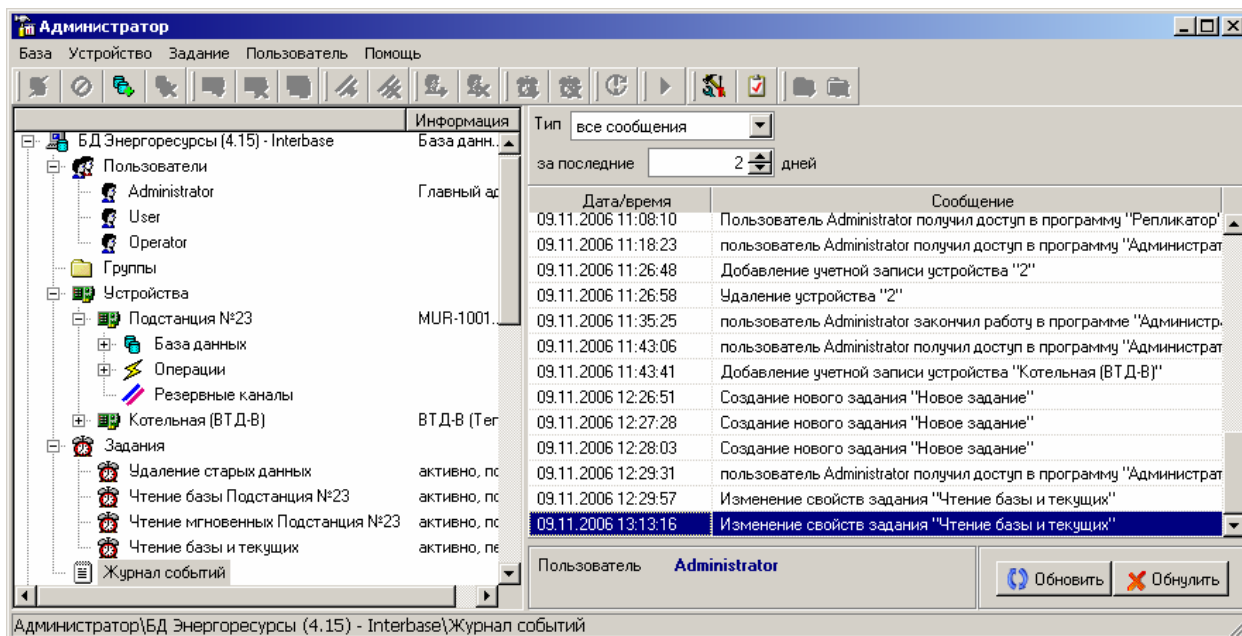 Администратор
База Устройство Задание Пользователь Помощь
Информация
БД Энергоресурсы (4.15) - Interbase База данн...
Пользователи
Administrator Главный ад
User
Operator
Группы
Устройства
Подстанция №23 MUR-1001...
База данных
Операции
Резервные каналы
Котельная (ВТД-В) ВТД-В (Теп
Задания
Удаление старых данных активно, по
Чтение базы Подстанция №23 активно, по
Чтение мгновенных Подстанция №23 активно, по
Чтение базы и текущих активно, пе
Журнал событий
Тип все сообщения
за последние 2 дней
Дата/время Сообщение
09.11.2006 11:08:10 Пользователь Administrator получил доступ в программу "Репликатор"
09.11.2006 11:18:23 пользователь Administrator получил доступ в программу "Администрат
09.11.2006 11:26:48 Добавление учетной записи устройства "2"
09.11.2006 11:26:58 Удаление устройства "2"
09.11.2006 11:35:25 пользователь Administrator закончил работу в программе "Администр
09.11.2006 11:43:06 пользователь Administrator получил доступ в программу "Администрат
09.11.2006 11:43:41 Добавление учетной записи устройства "Котельная (ВТД-В)"
09.11.2006 12:26:51 Создание нового задания "Новое задание"
09.11.2006 12:27:28 Создание нового задания "Новое задание"
09.11.2006 12:28:03 Создание нового задания "Новое задание"
09.11.2006 12:29:31 пользователь Administrator получил доступ в программу "Администрат
09.11.2006 12:29:57 Изменение свойств задания "Чтение базы и текущих"
09.11.2006 13:13:16 Изменение свойств задания "Чтение базы и текущих"
Пользователь Administrator
Обновить Обнулить
Администратор\БД Энергоресурсы (4.15) - Interbase\Журнал событий